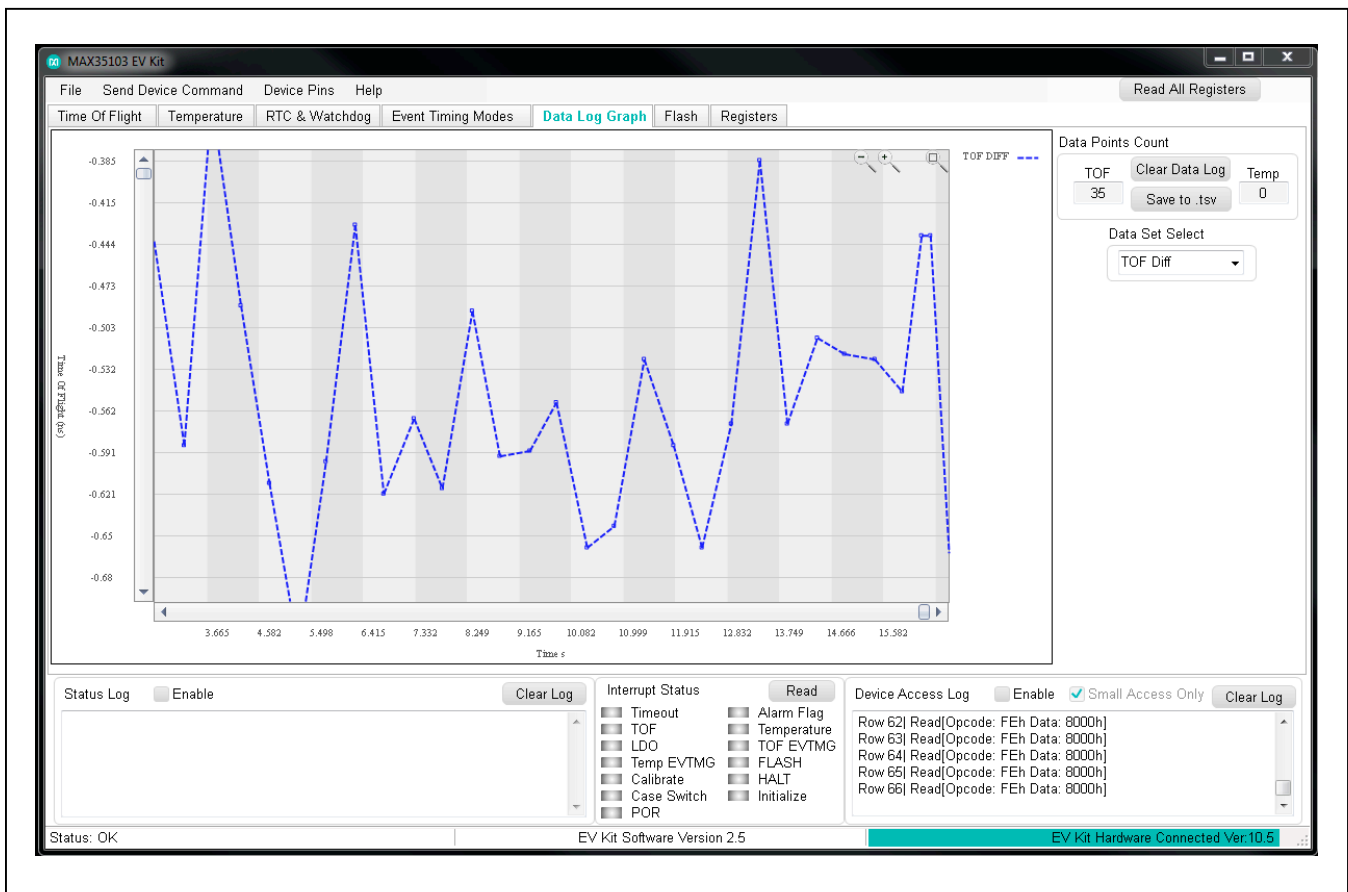 MAX35103 EV Kit
File Send Device Command Device Pins Help Read All Registers
Time Of Flight Temperature RTC & Watchdog Event Timing Modes Data Log Graph Flash Registers
TOF DIFF
-0.385
-0.415
-0.444
-0.473
-0.503
-0.532
-0.562
-0.591
-0.621
-0.65
-0.68
Time Of Flight (ns)
3.665 4.582 5.498 6.415 7.332 8.249 9.165 10.082 10.999 11.915 12.832 13.749 14.666 15.582
Time s
Data Points Count
TOF Clear Data Log Temp
35 Save to .tsv 0
Data Set Select
TOF Diff
Status Log Enable Clear Log
Interrupt Status Read
Timeout Alarm Flag
TOF Temperature
LDO TOF EVTMG
Temp EVTMG FLASH
Calibrate HALT
Case Switch Initialize
POR
Device Access Log Enable Small Access Only Clear Log
Row 62| Read[Opcode: FEh Data: 8000h]
Row 63| Read[Opcode: FEh Data: 8000h]
Row 64| Read[Opcode: FEh Data: 8000h]
Row 65| Read[Opcode: FEh Data: 8000h]
Row 66| Read[Opcode: FEh Data: 8000h]
Status: OK EV Kit Software Version 2.5 EV Kit Hardware Connected Ver:10.5